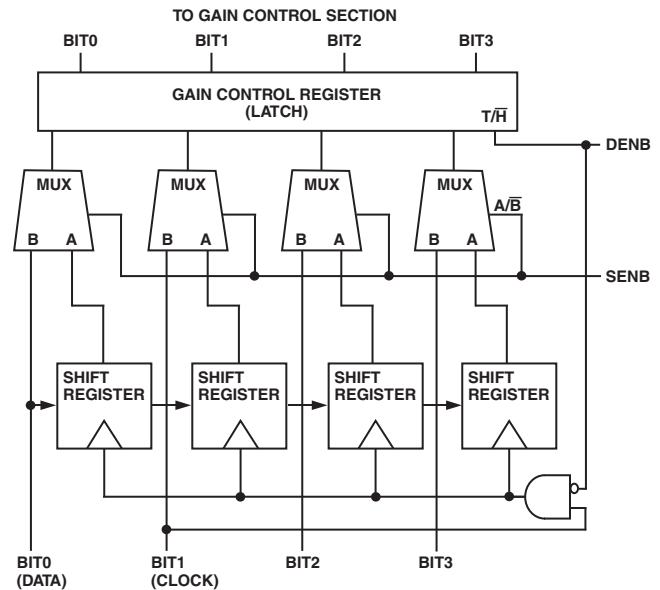 TO GAIN CONTROL SECTION
BIT0 BIT1 BIT2 BIT3
GAIN CONTROL REGISTER
(LATCH)
T/H̅
DENB
MUX MUX MUX MUX
A/B̅
B A B A B A B A
SENB
SHIFT REGISTER SHIFT REGISTER SHIFT REGISTER SHIFT REGISTER
BIT0 (DATA) BIT1 (CLOCK) BIT2 BIT3